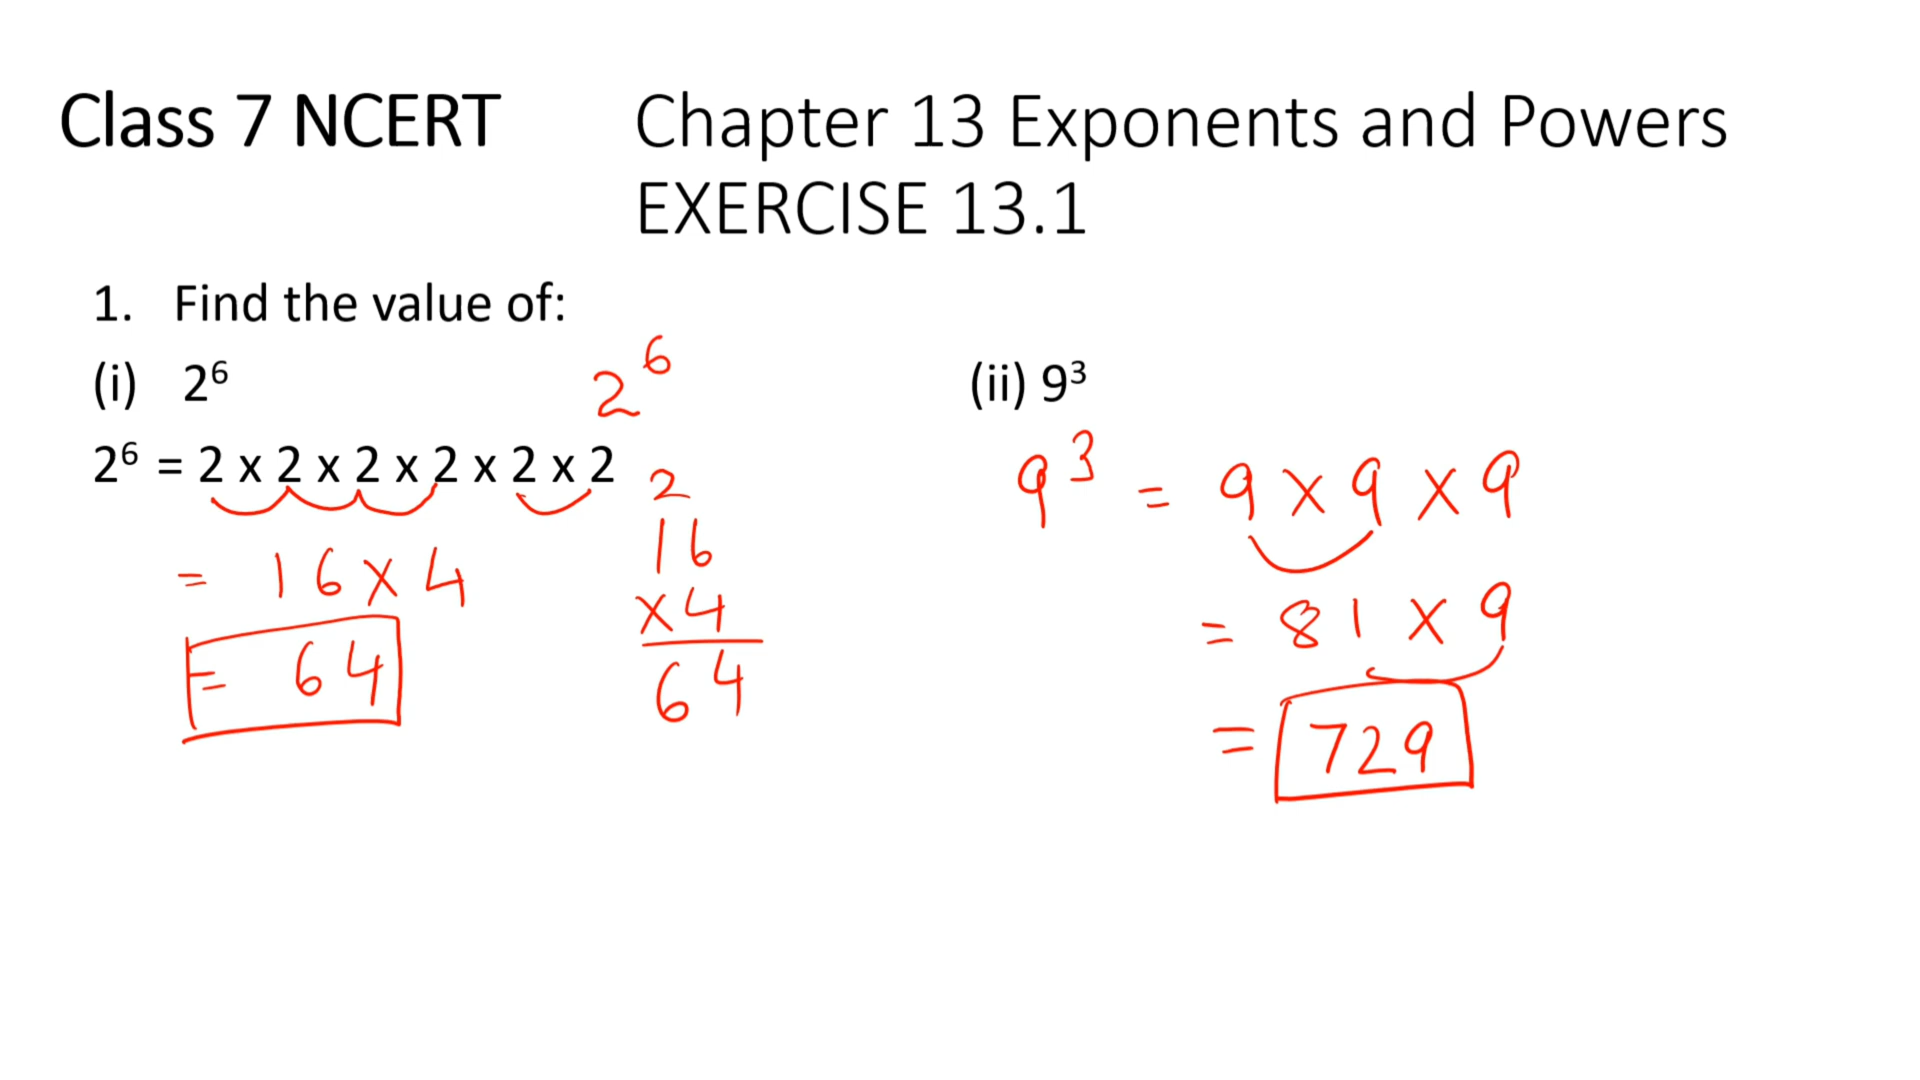 Class 7 NCERT
Chapter 13 Exponents and Powers
EXERCISE 13.1
1. Find the value of:
(i) 2⁶
2⁶
2⁶ = 2 x 2 x 2 x 2 x 2 x 2
= 16 x 4
= 64
2
16
x 4
64
(ii) 9³
9³ = 9 x 9 x 9
= 81 x 9
= 729